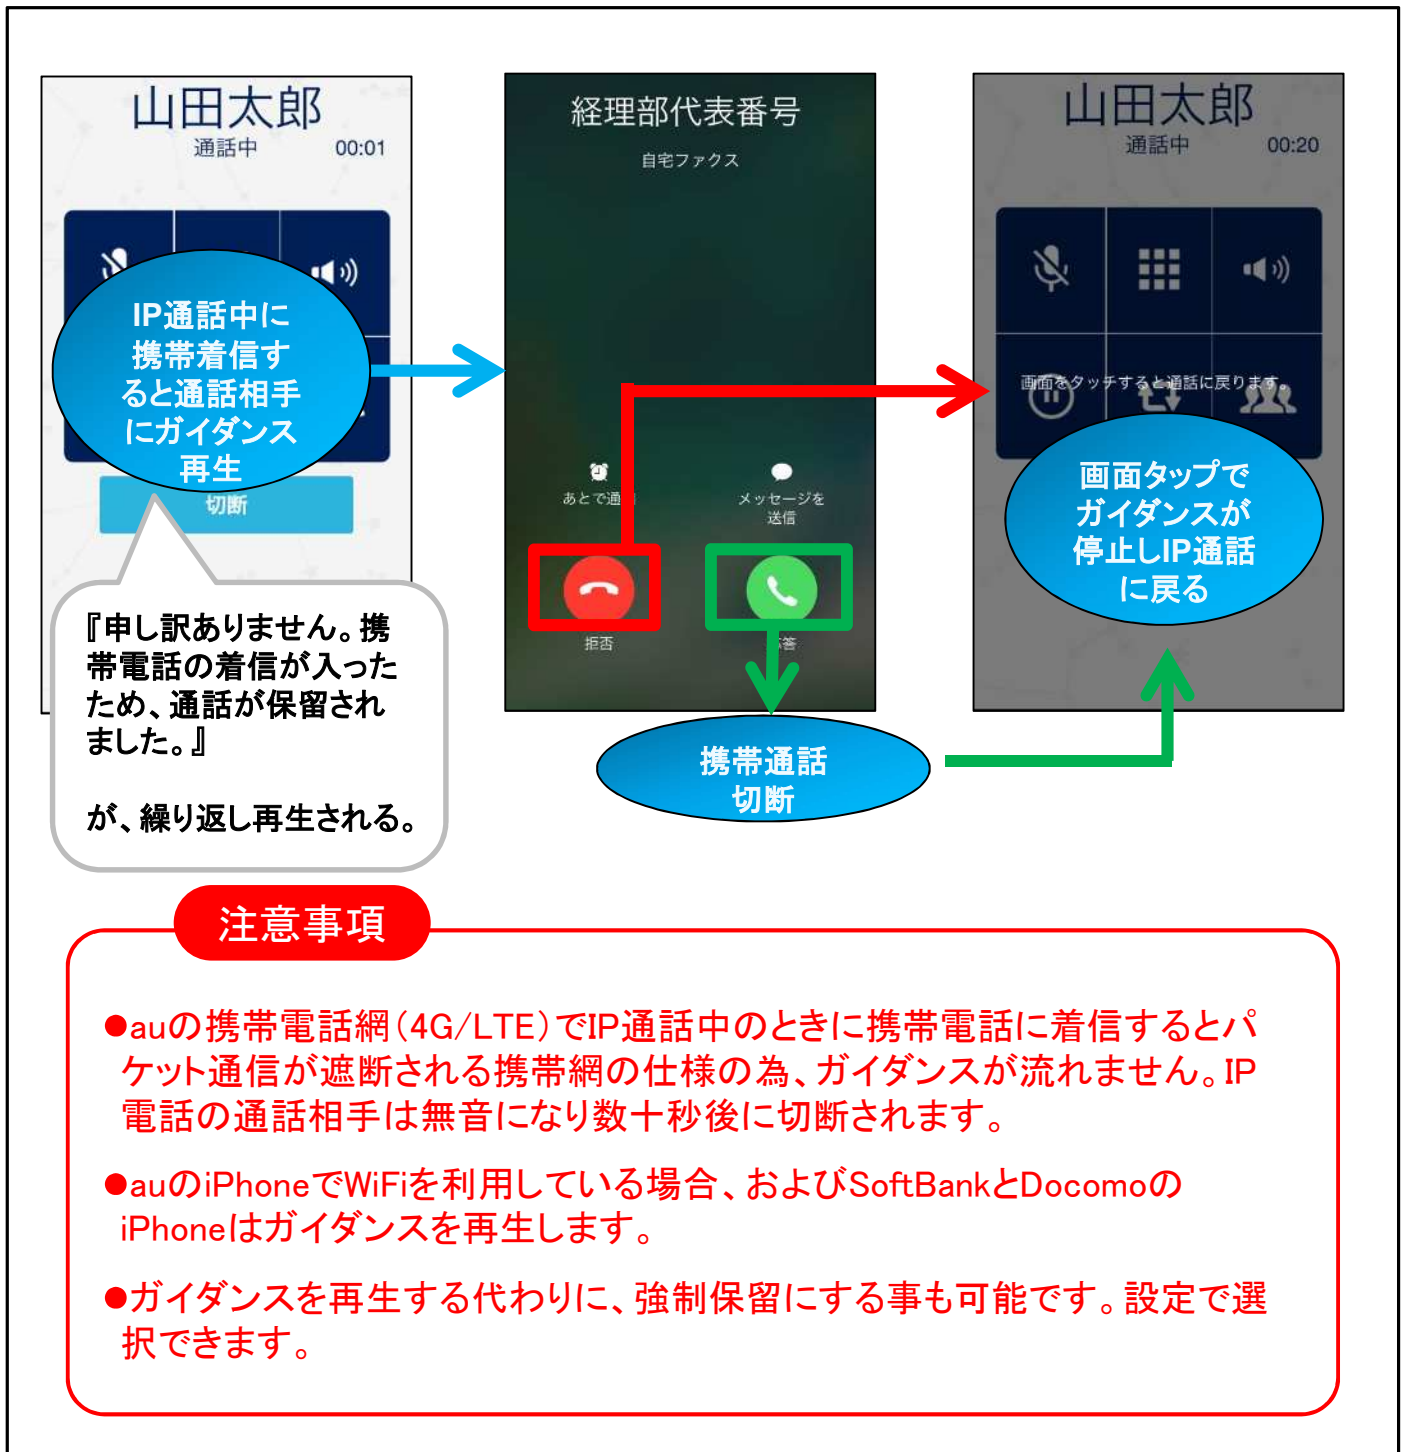 山田太郎
通話中 00:01
IP通話中に
携帯着信す
ると通話相手
にガイダンス
再生
切断
『申し訳ありません。携
帯電話の着信が入った
ため、通話が保留され
ました。』
が、繰り返し再生される。
経理部代表番号
自宅ファクス
あとで通
メッセージを
送信
拒否
答
携帯通話
切断
山田太郎
通話中 00:20
画面をタッチすると通話に戻ります。
画面タップで
ガイダンスが
停止しIP通話
に戻る
注意事項
●auの携帯電話網(4G/LTE)でIP通話中のときに携帯電話に着信するとパ
ケット通信が遮断される携帯網の仕様の為、ガイダンスが流れません。IP
電話の通話相手は無音になり数十秒後に切断されます。
●auのiPhoneでWiFiを利用している場合、およびSoftBankとDocomoの
iPhoneはガイダンスを再生します。
●ガイダンスを再生する代わりに、強制保留にする事も可能です。設定で選
択できます。